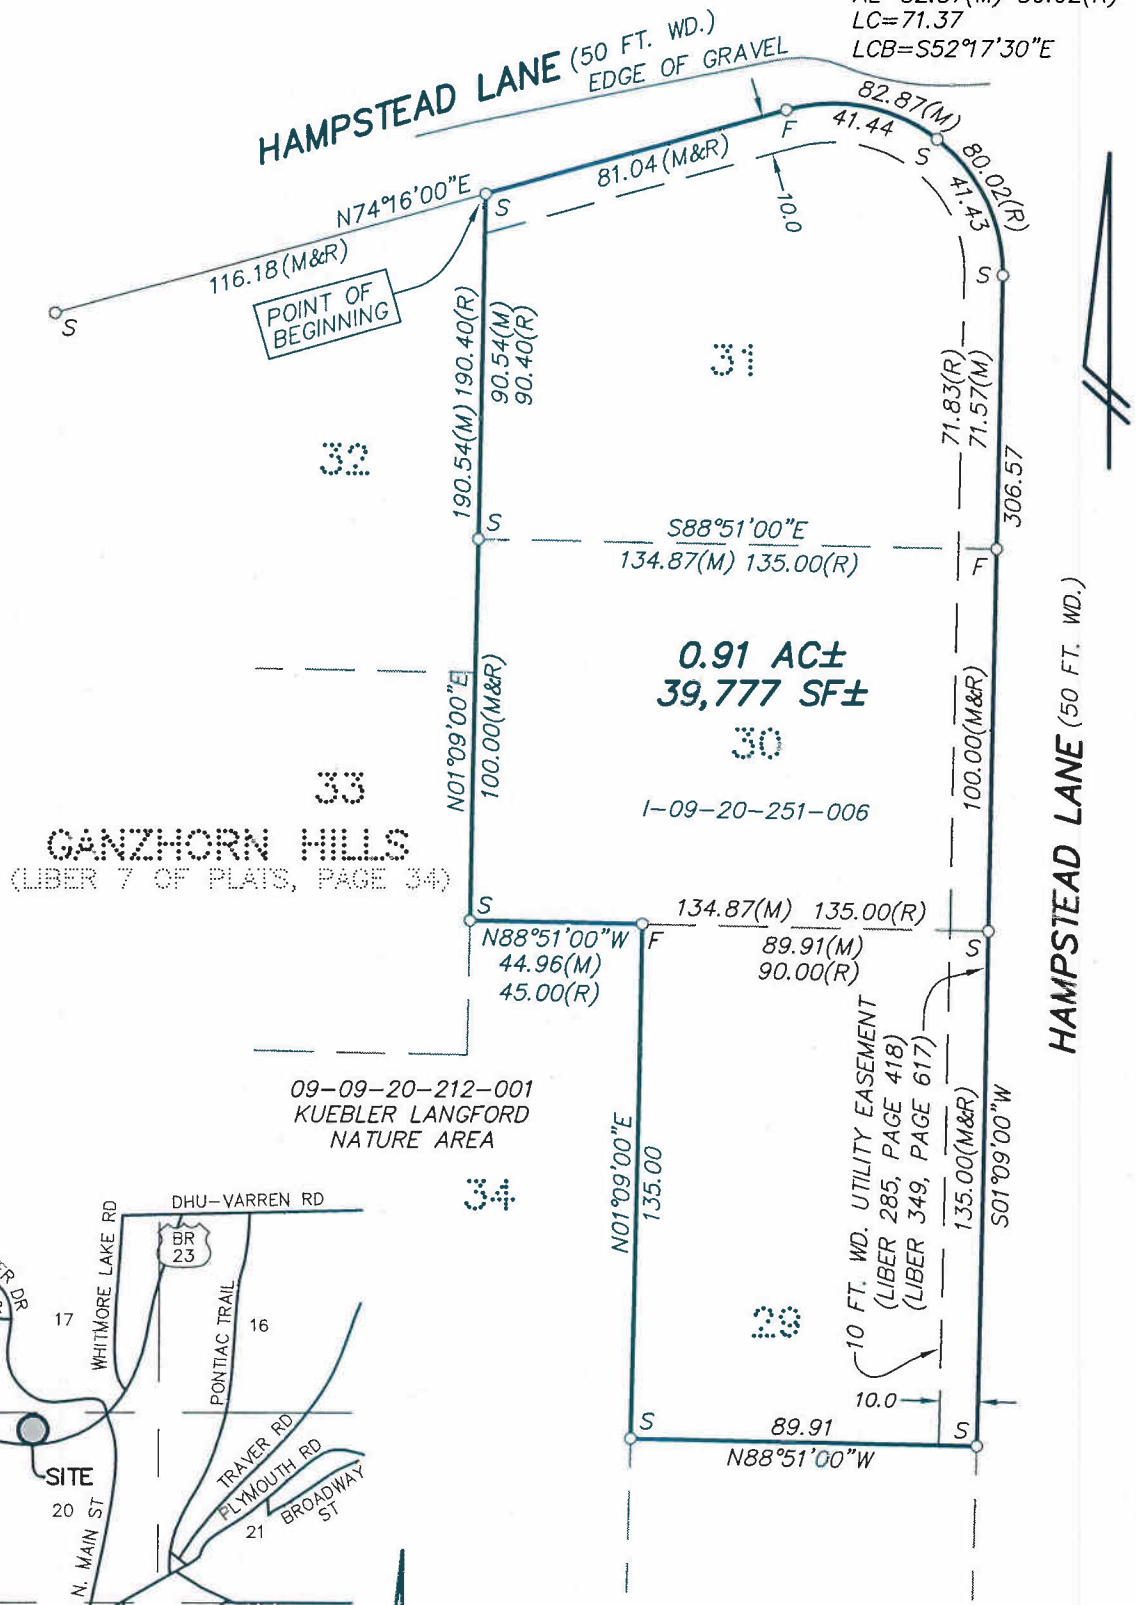 LC=71.37
LCB=S52°17'30"E
HAMPSTEAD LANE (50 FT. WD.)
EDGE OF GRAVEL
82.87(M)
80.02(R)
41.44
41.43
F
S
S
81.04(M&R)
10.0
N74°16'00"E
S
116.18(M&R)
S
POINT OF
BEGINNING
190.54(M) 190.40(R)
90.54(M)
90.40(R)
31
71.83(R)
71.57(M)
32
306.57
S
S88°51'00"E
134.87(M) 135.00(R)
F
0.91 AC±
39,777 SF±
30
I-09-20-251-006
N01°09'00"E
100.00(M&R)
100.00(M&R)
HAMPSTEAD LANE (50 FT. WD.)
33
GANZHORN HILLS
(LIBER 7 OF PLATS, PAGE 34)
S
134.87(M) 135.00(R)
N88°51'00"W
F
89.91(M)
S
44.96(M)
90.00(R)
45.00(R)
09-09-20-212-001
KUEBLER LANGFORD
NATURE AREA
34
N01°09'00"E
135.00
10 FT. WD. UTILITY EASEMENT
(LIBER 285, PAGE 418)
(LIBER 349, PAGE 617)
135.00(M&R)
S01°09'00"W
29
10.0
S
89.91
S
N88°51'00"W
DHU-VARREN RD
WHITMORE LAKE RD
BR
23
DR
17
PONTIAC TRAIL
16
TRAVER RD
PLYMOUTH RD
BROADWAY
ST
SITE
20
N. MAIN ST
21